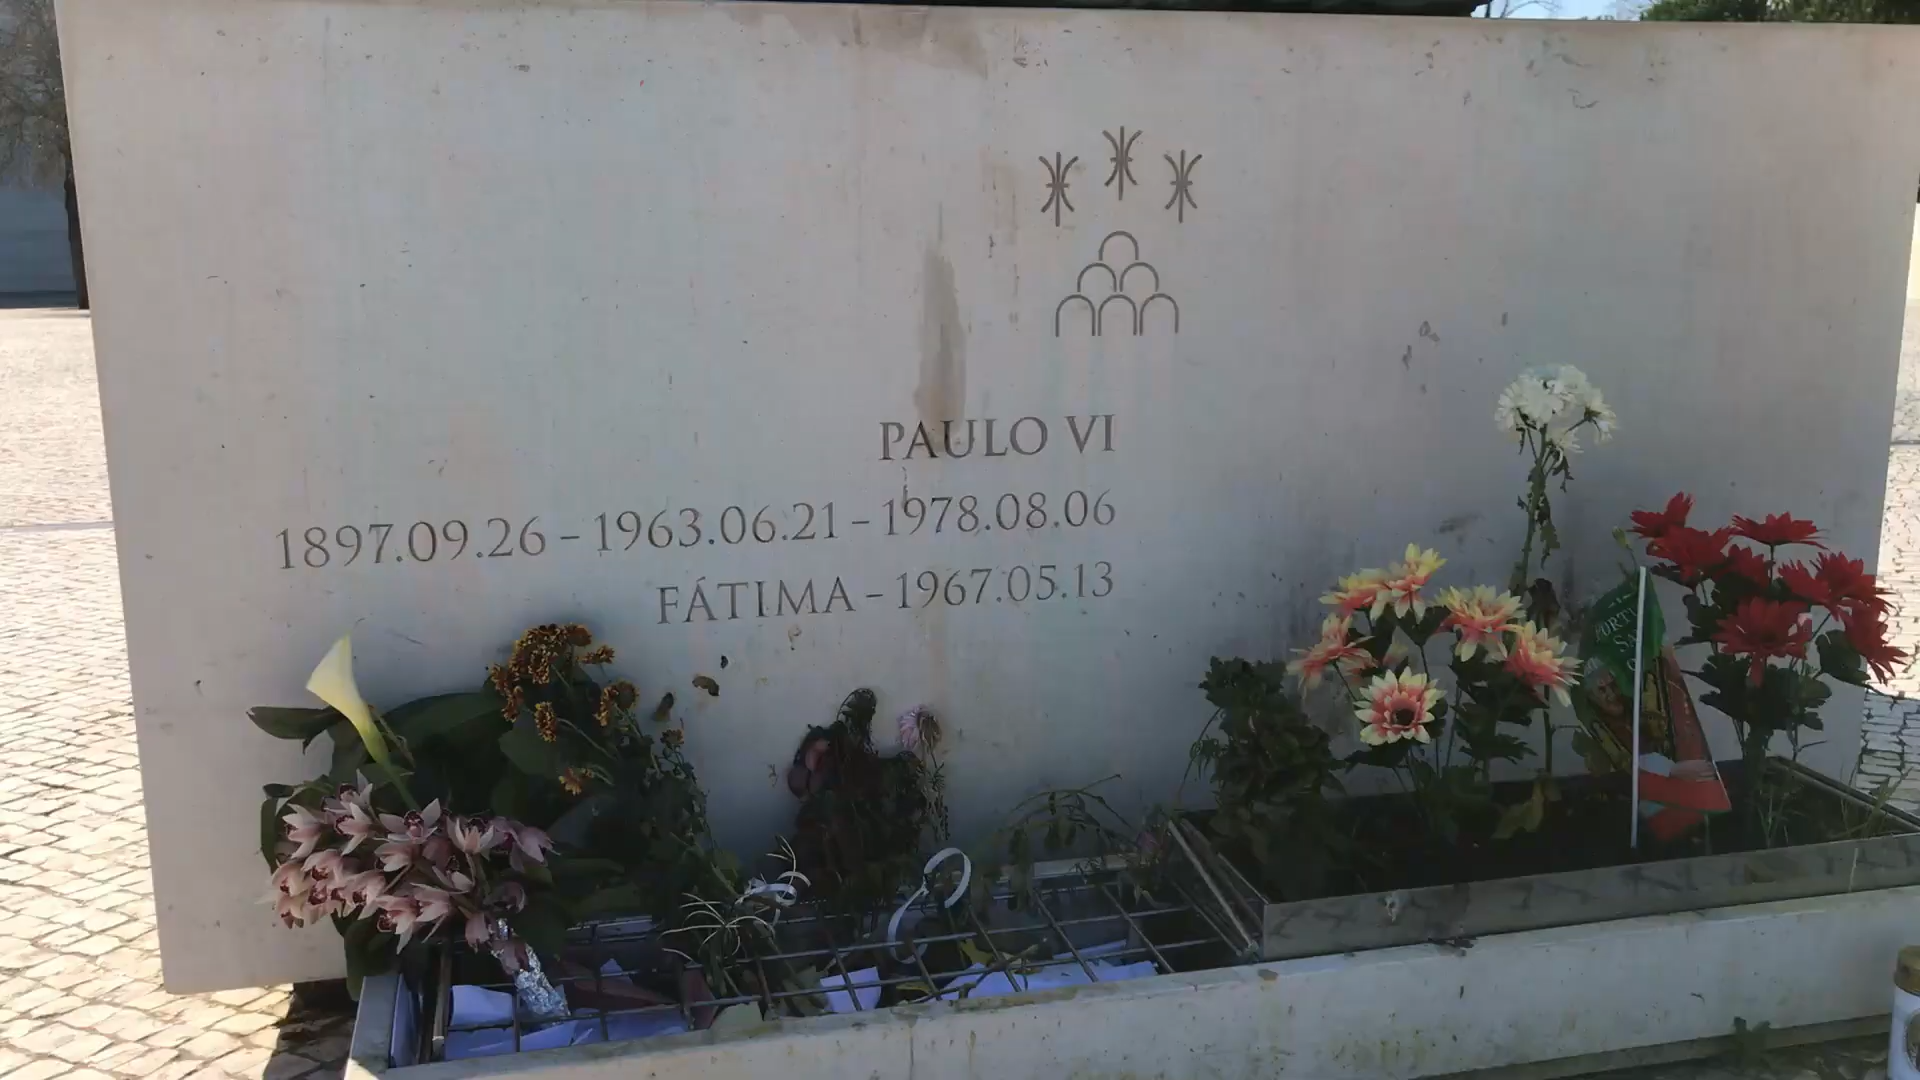 PAULO VI
1897.09.26 – 1963.06.21 – 1978.08.06
FÁTIMA – 1967.05.13